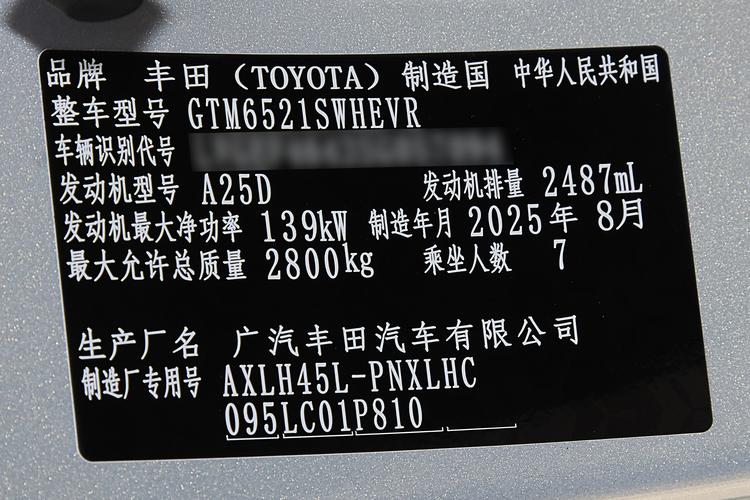 品牌 丰田（TOYOTA） 制造国 中华人民共和国
整车型号 GTM6521SWHEVR
车辆识别代号
发动机型号 A25D 发动机排量 2487mL
发动机最大净功率 139kW 制造年月 2025年 8月
最大允许总质量 2800kg 乘坐人数 7
生产厂名 广汽丰田汽车有限公司
制造厂专用号 AXLH45L-PNXLHC
095LC01P810